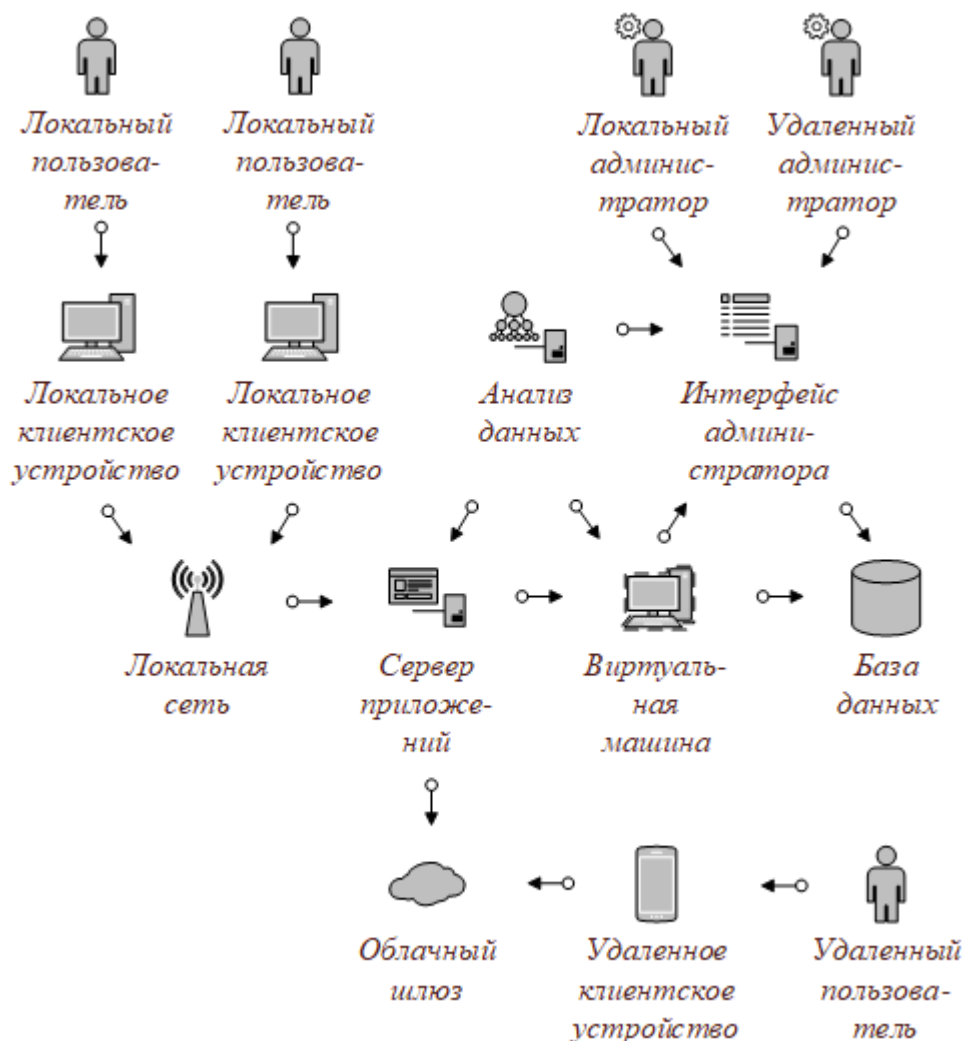 Локальный
пользова-
тель
Локальный
пользова-
тель
Локальный
админис-
тратор
Удаленный
админис-
тратор
Локальное
клиентское
устройство
Локальное
клиентское
устройство
Анализ
данных
Интерфейс
админи-
стратора
Локальная
сеть
Сервер
приложе-
ний
Виртуаль-
ная
машина
База
данных
Облачный
шлюз
Удаленное
клиентское
устройство
Удаленный
пользова-
тель